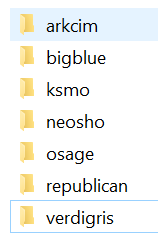 arkcim
bigblue
ksmo
neosho
osage
republican
verdigris